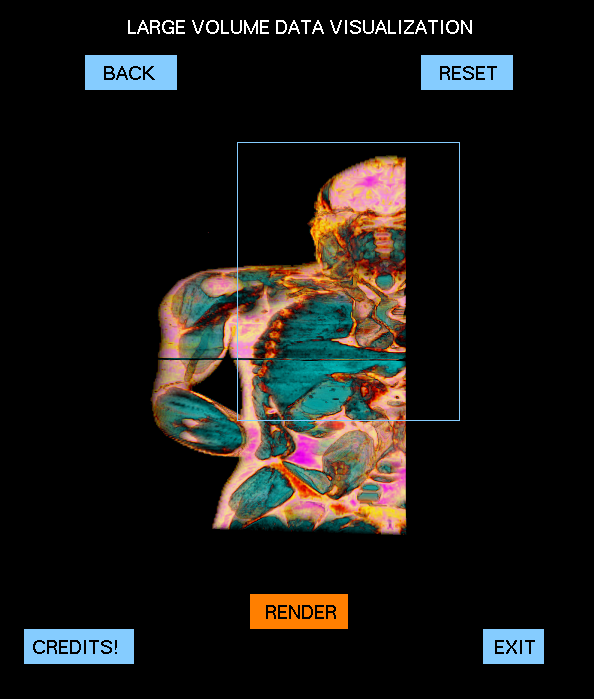 LARGE VOLUME DATA VISUALIZATION
BACK
RESET
RENDER
CREDITS!
EXIT